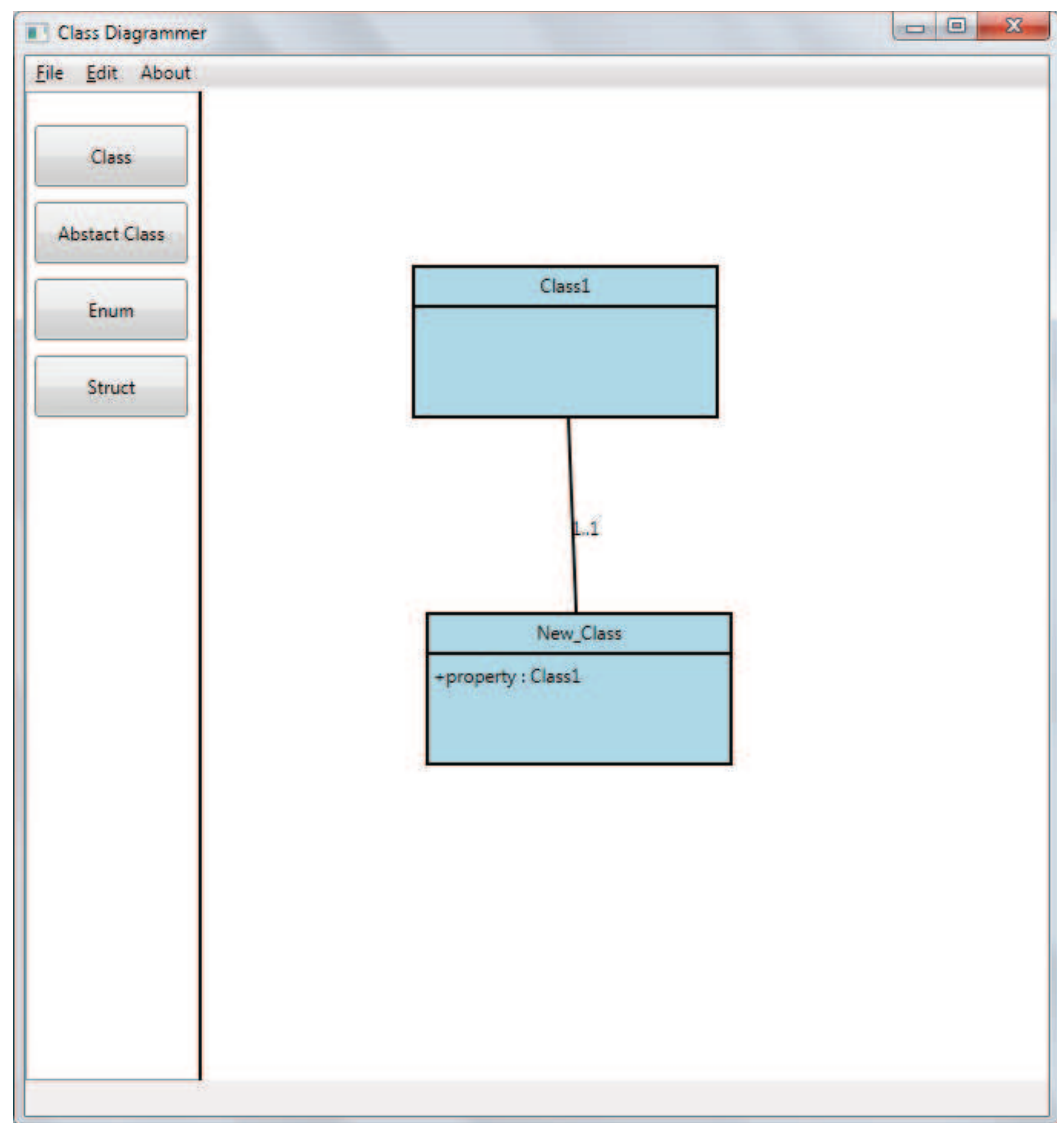 Class Diagrammer
File Edit About
Class
Abstact Class
Enum
Struct
Class1
1..1
New_Class
+property : Class1